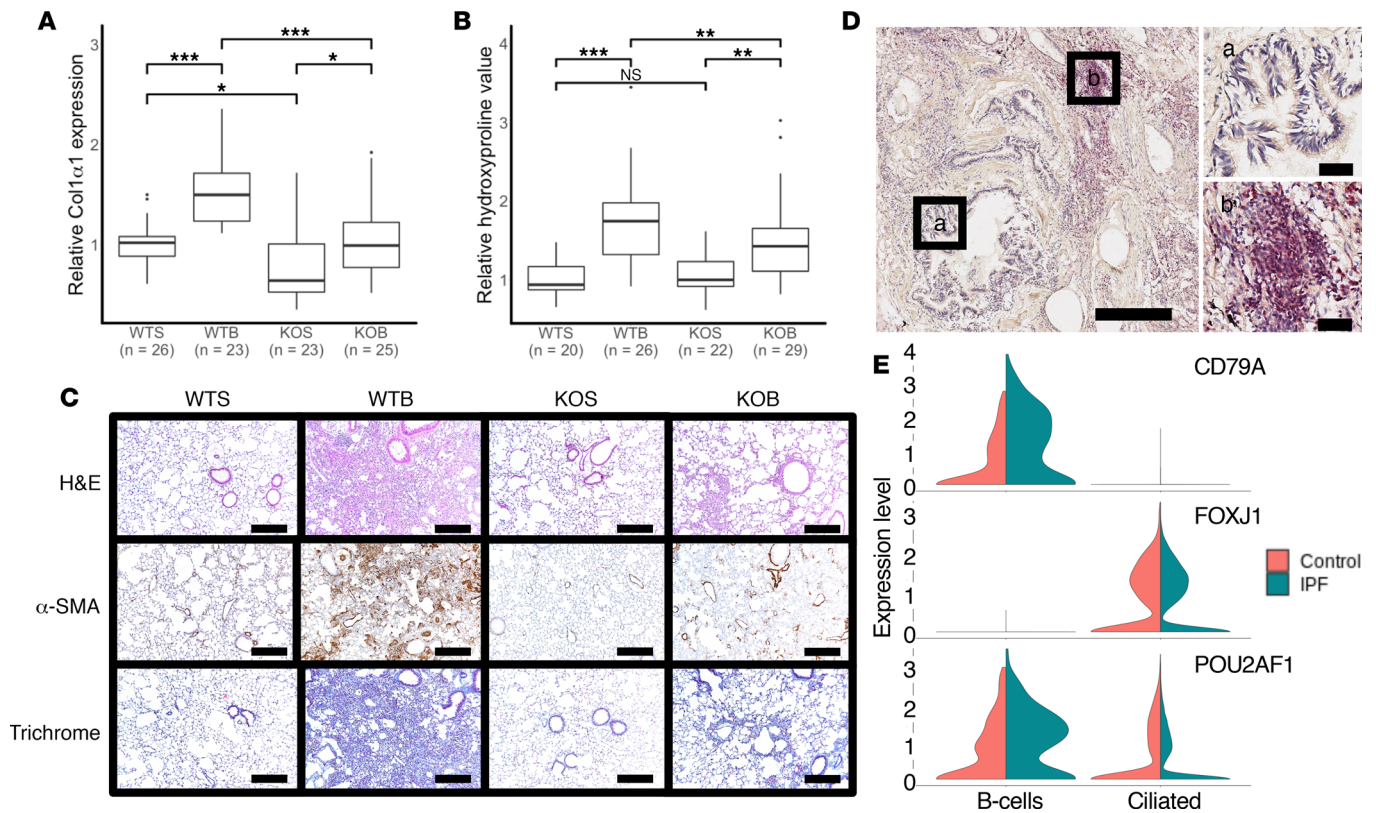 A
Relative Col1α1 expression
3
2
1
***
***
*
*
WTS
(n = 26)
WTB
(n = 23)
KOS
(n = 23)
KOB
(n = 25)
B
Relative hydroxyproline value
4
3
2
1
**
***
**
NS
WTS
(n = 20)
WTB
(n = 26)
KOS
(n = 22)
KOB
(n = 29)
C
WTS
WTB
KOS
KOB
H&E
α-SMA
Trichrome
D
b
a
a
b
E
Expression level
4
3
2
1
0
CD79A
3
2
1
0
FOXJ1
3
2
1
0
POU2AF1
B-cells
Ciliated
Control
IPF